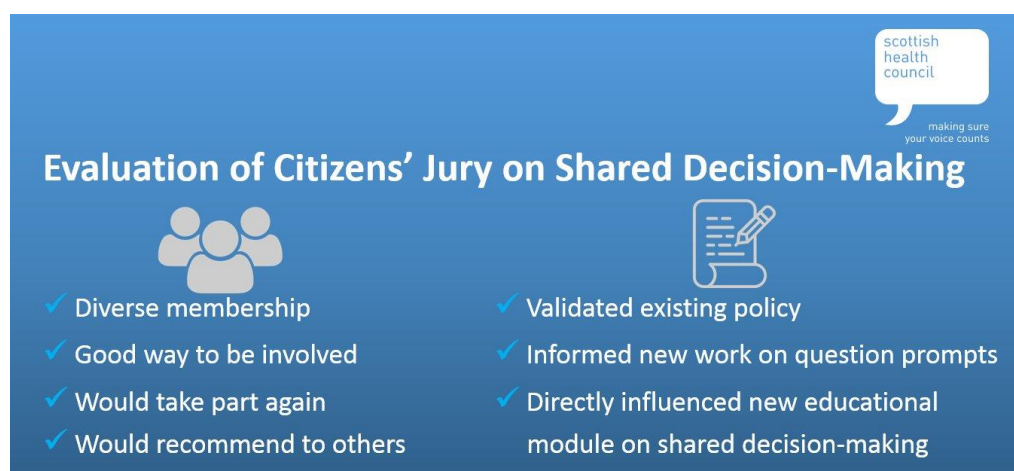 scottish
health
council
making sure
your voice counts
Evaluation of Citizens’ Jury on Shared Decision-Making
Diverse membership
Good way to be involved
Would take part again
Would recommend to others
Validated existing policy
Informed new work on question prompts
Directly influenced new educational
module on shared decision-making